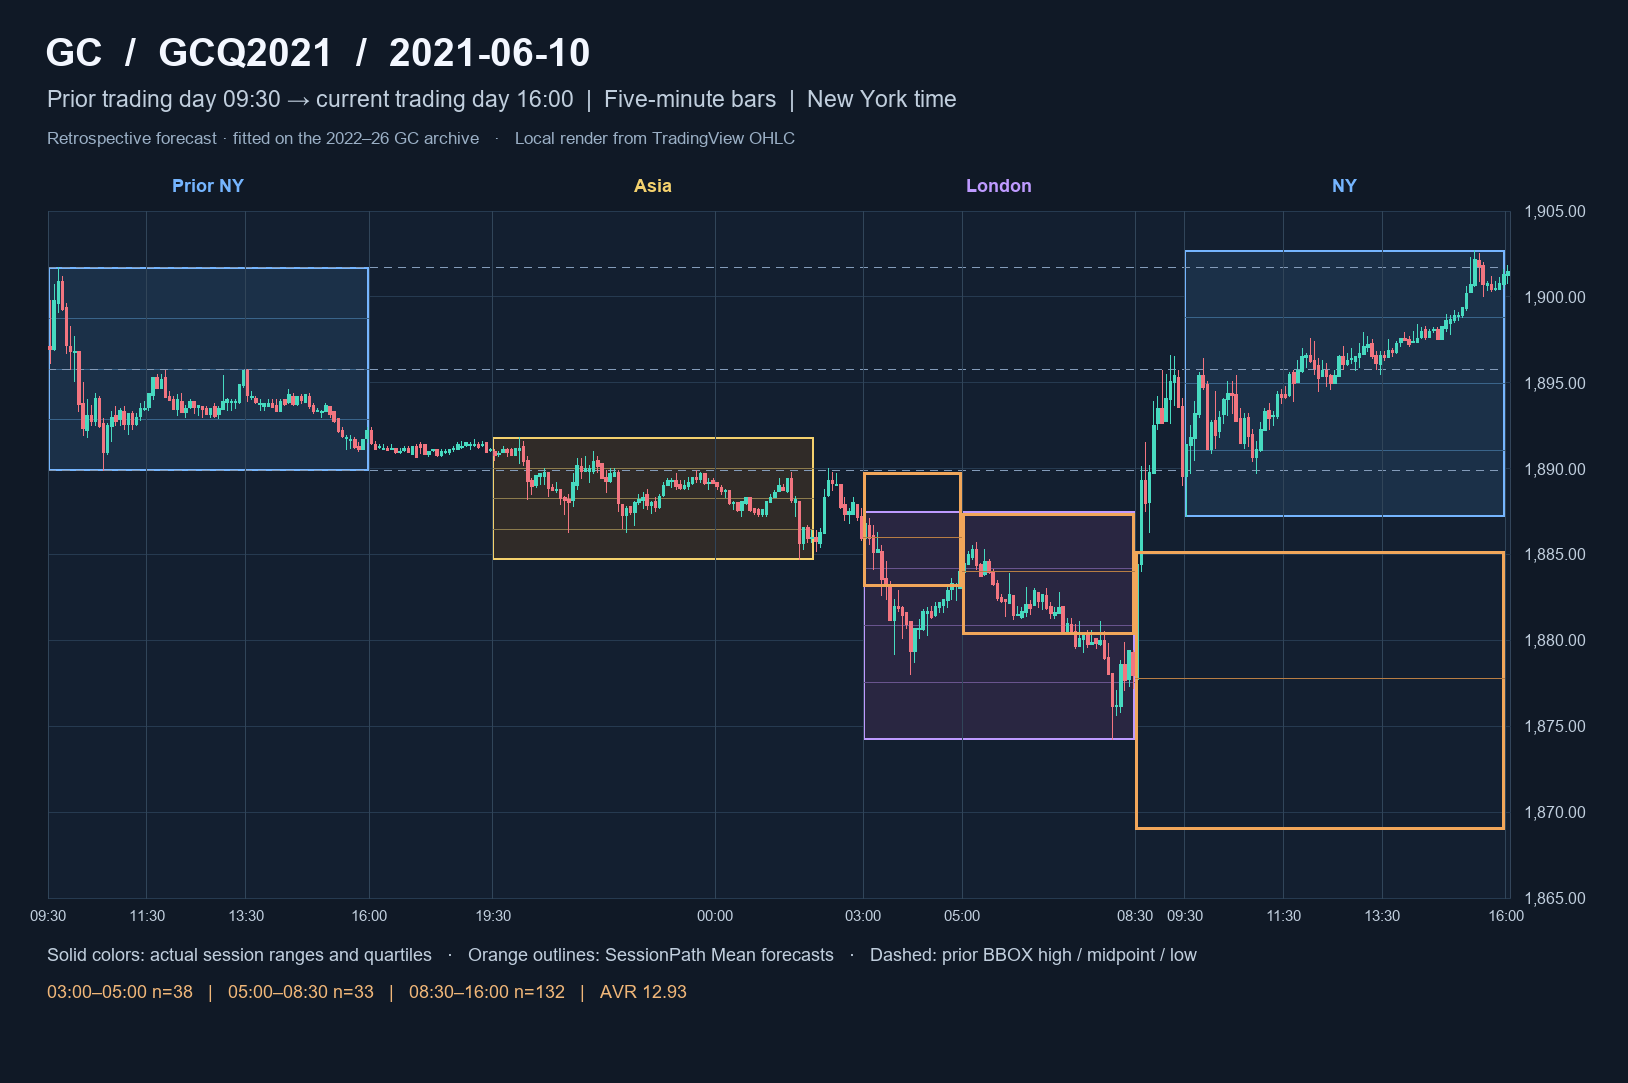 GC / GCQ2021 / 2021-06-10
Prior trading day 09:30 → current trading day 16:00 | Five-minute bars | New York time
Retrospective forecast · fitted on the 2022–26 GC archive · Local render from TradingView OHLC
Prior NY Asia London NY
1,905.00
1,900.00
1,895.00
1,890.00
1,885.00
1,880.00
1,875.00
1,870.00
1,865.00
09:30 11:30 13:30 16:00 19:30 00:00 03:00 05:00 08:30 09:30 11:30 13:30 16:00
Solid colors: actual session ranges and quartiles · Orange outlines: SessionPath Mean forecasts · Dashed: prior BBOX high / midpoint / low
03:00–05:00 n=38 | 05:00–08:30 n=33 | 08:30–16:00 n=132 | AVR 12.93